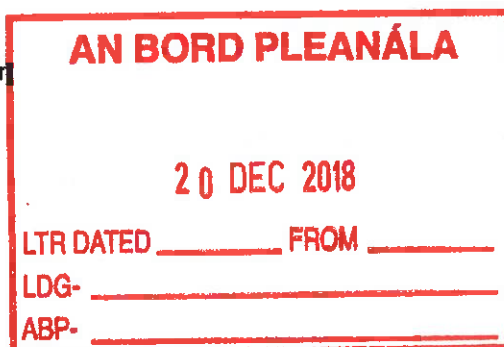 AN BORD PLEANÁLA
20 DEC 2018
LTR DATED FROM
LDG-
ABP-